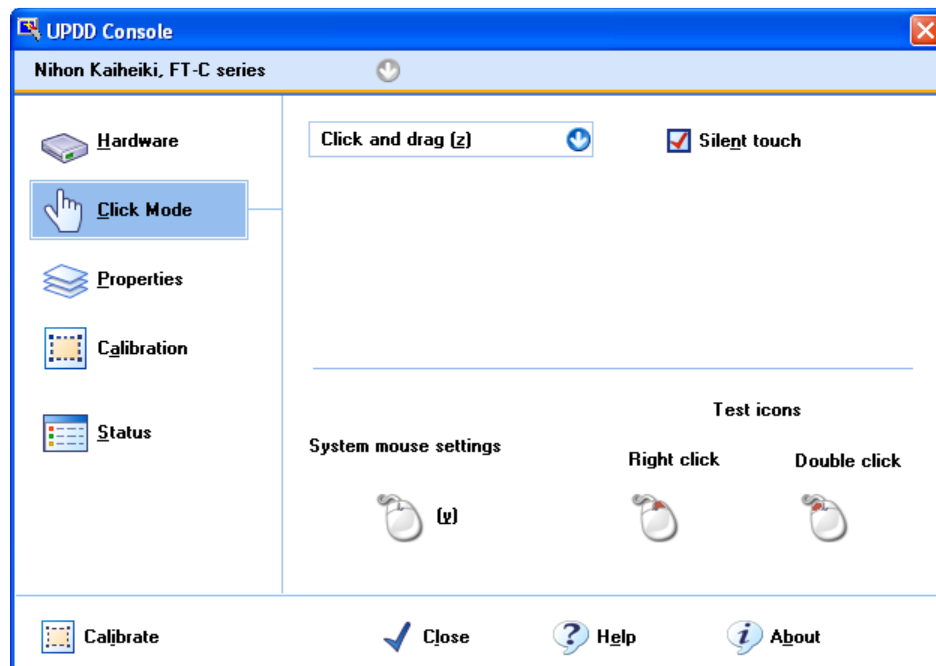 UPDD Console
Nihon Kaiheiki, FT-C series
Hardware
Click Mode
Properties
Calibration
Status
Click and drag (z)
Silent touch
Test icons
System mouse settings
Right click
Double click
(y)
Calibrate
Close
Help
About